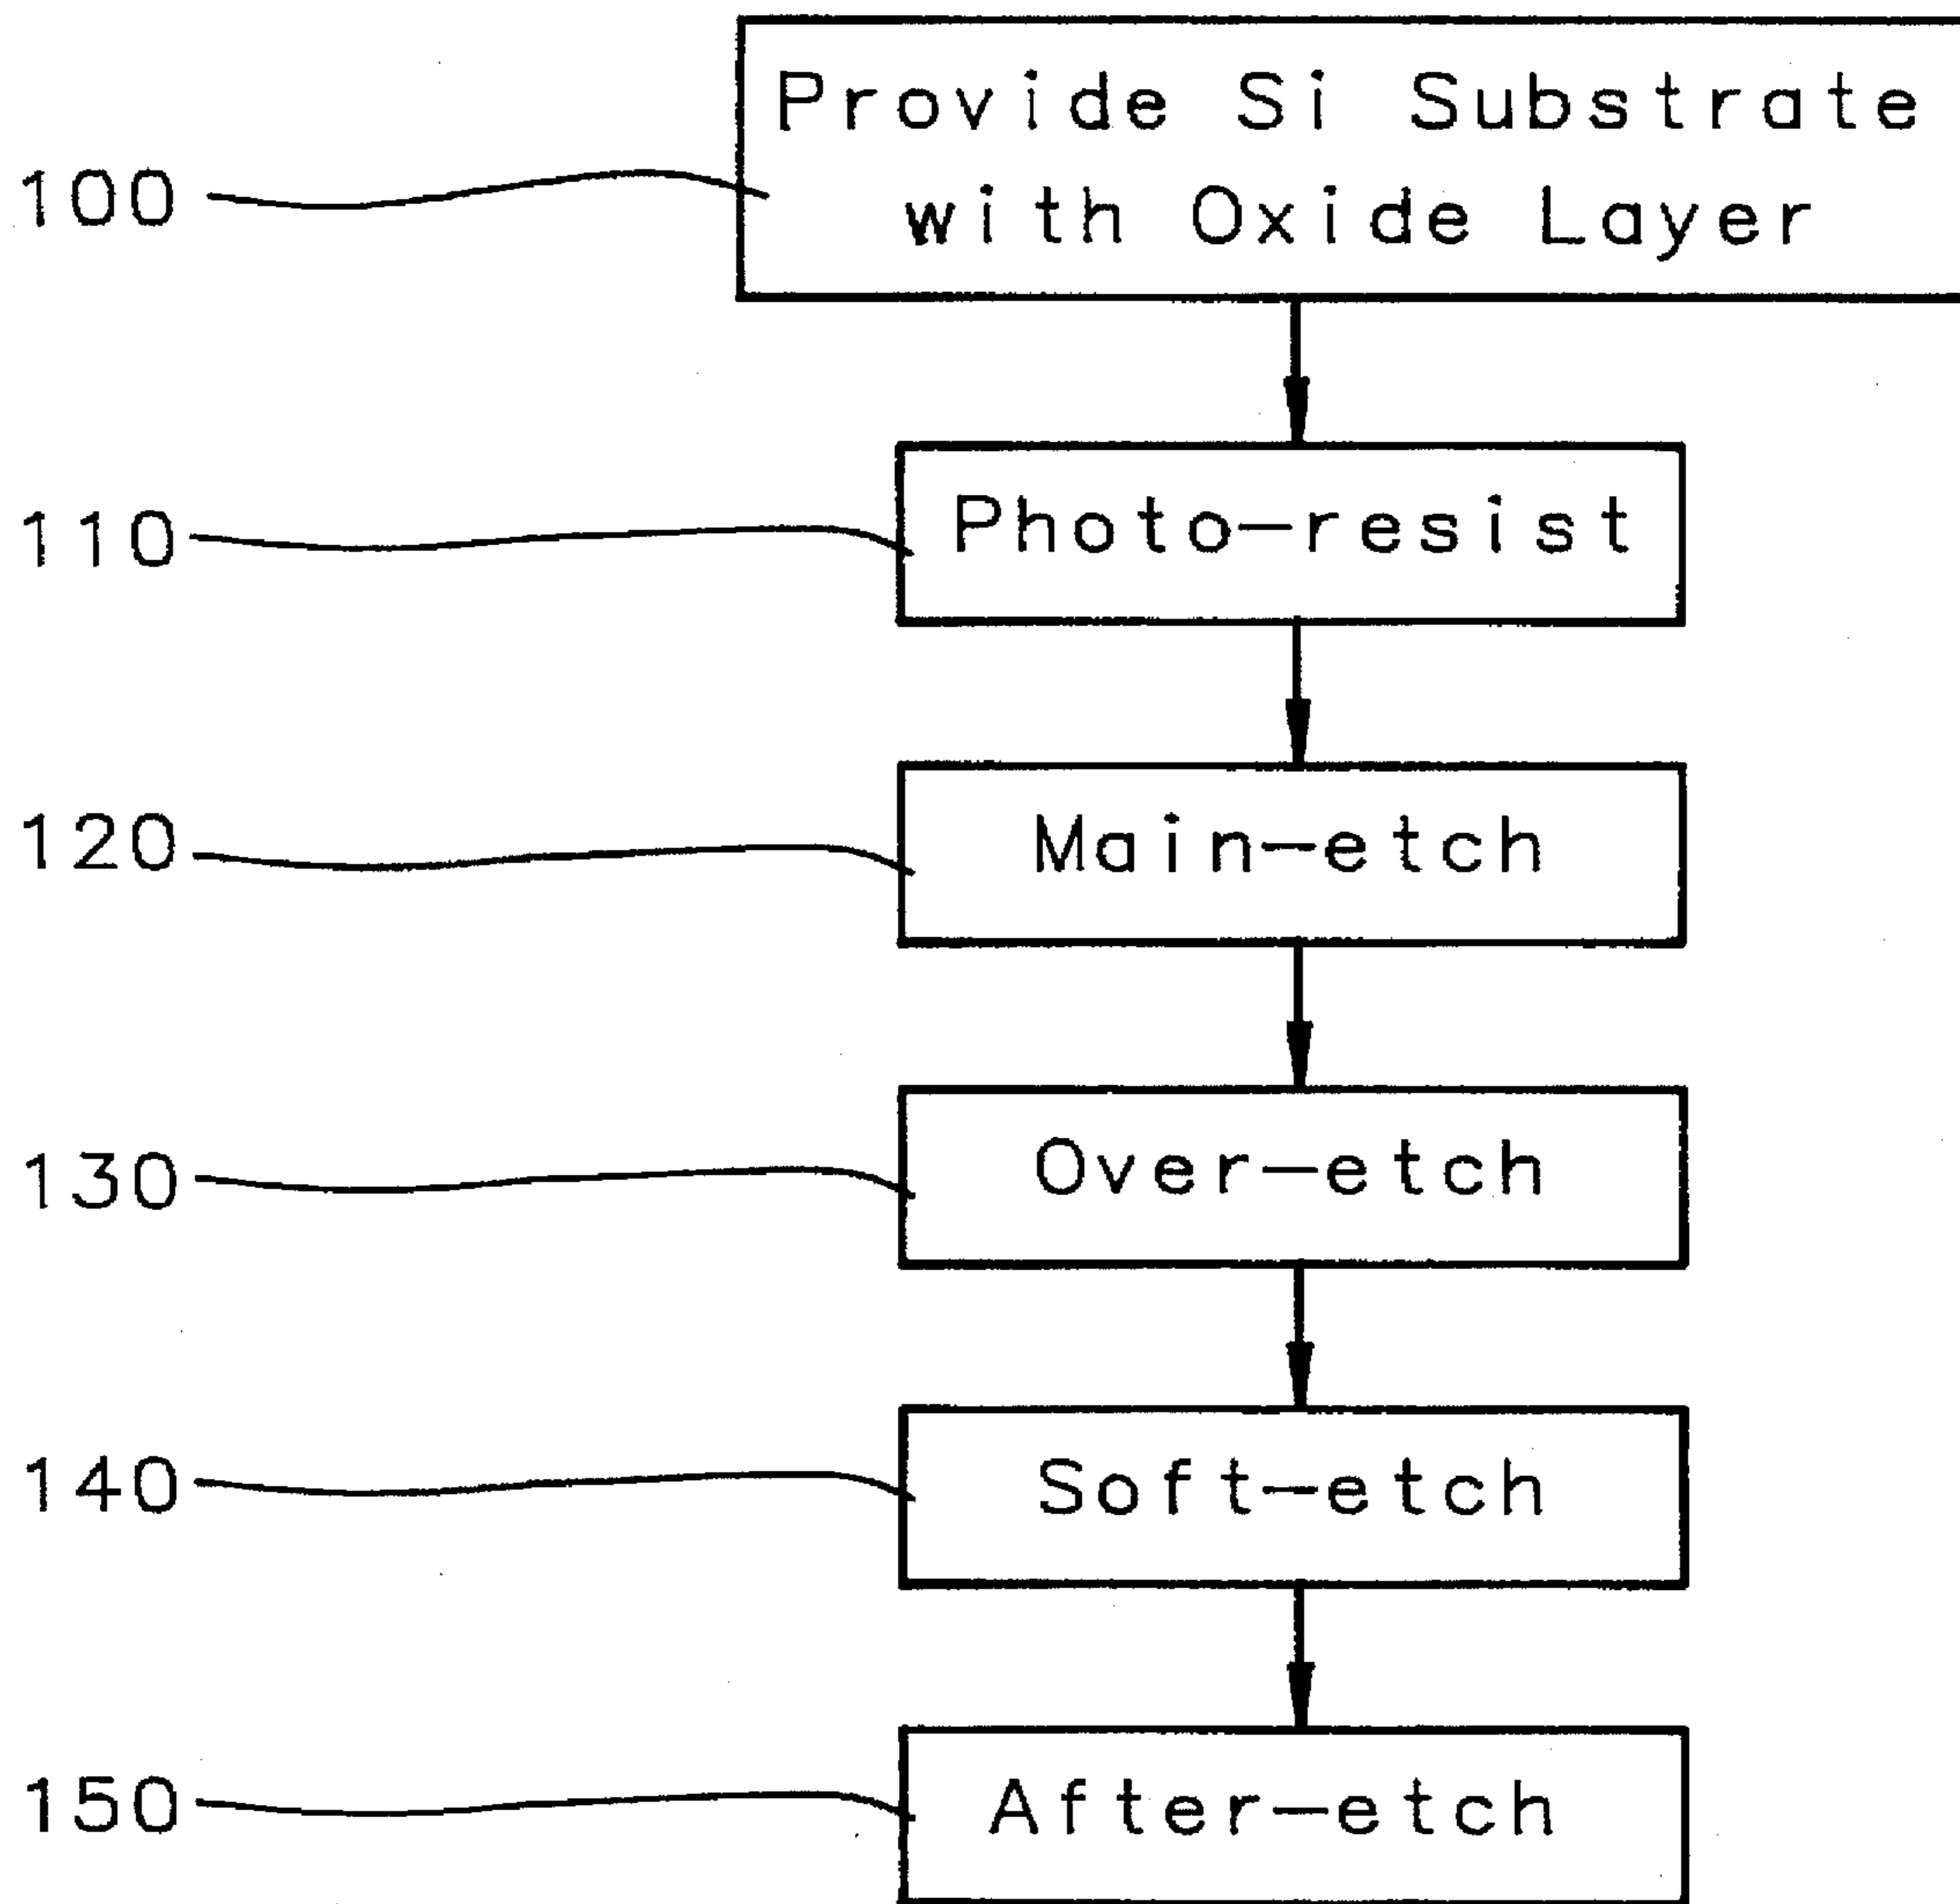 Provide Si Substrate
100
with Oxide Layer
110
Photo-resist
120
Main-etch
130
Over-etch
140
Soft-etch
150
After-etch